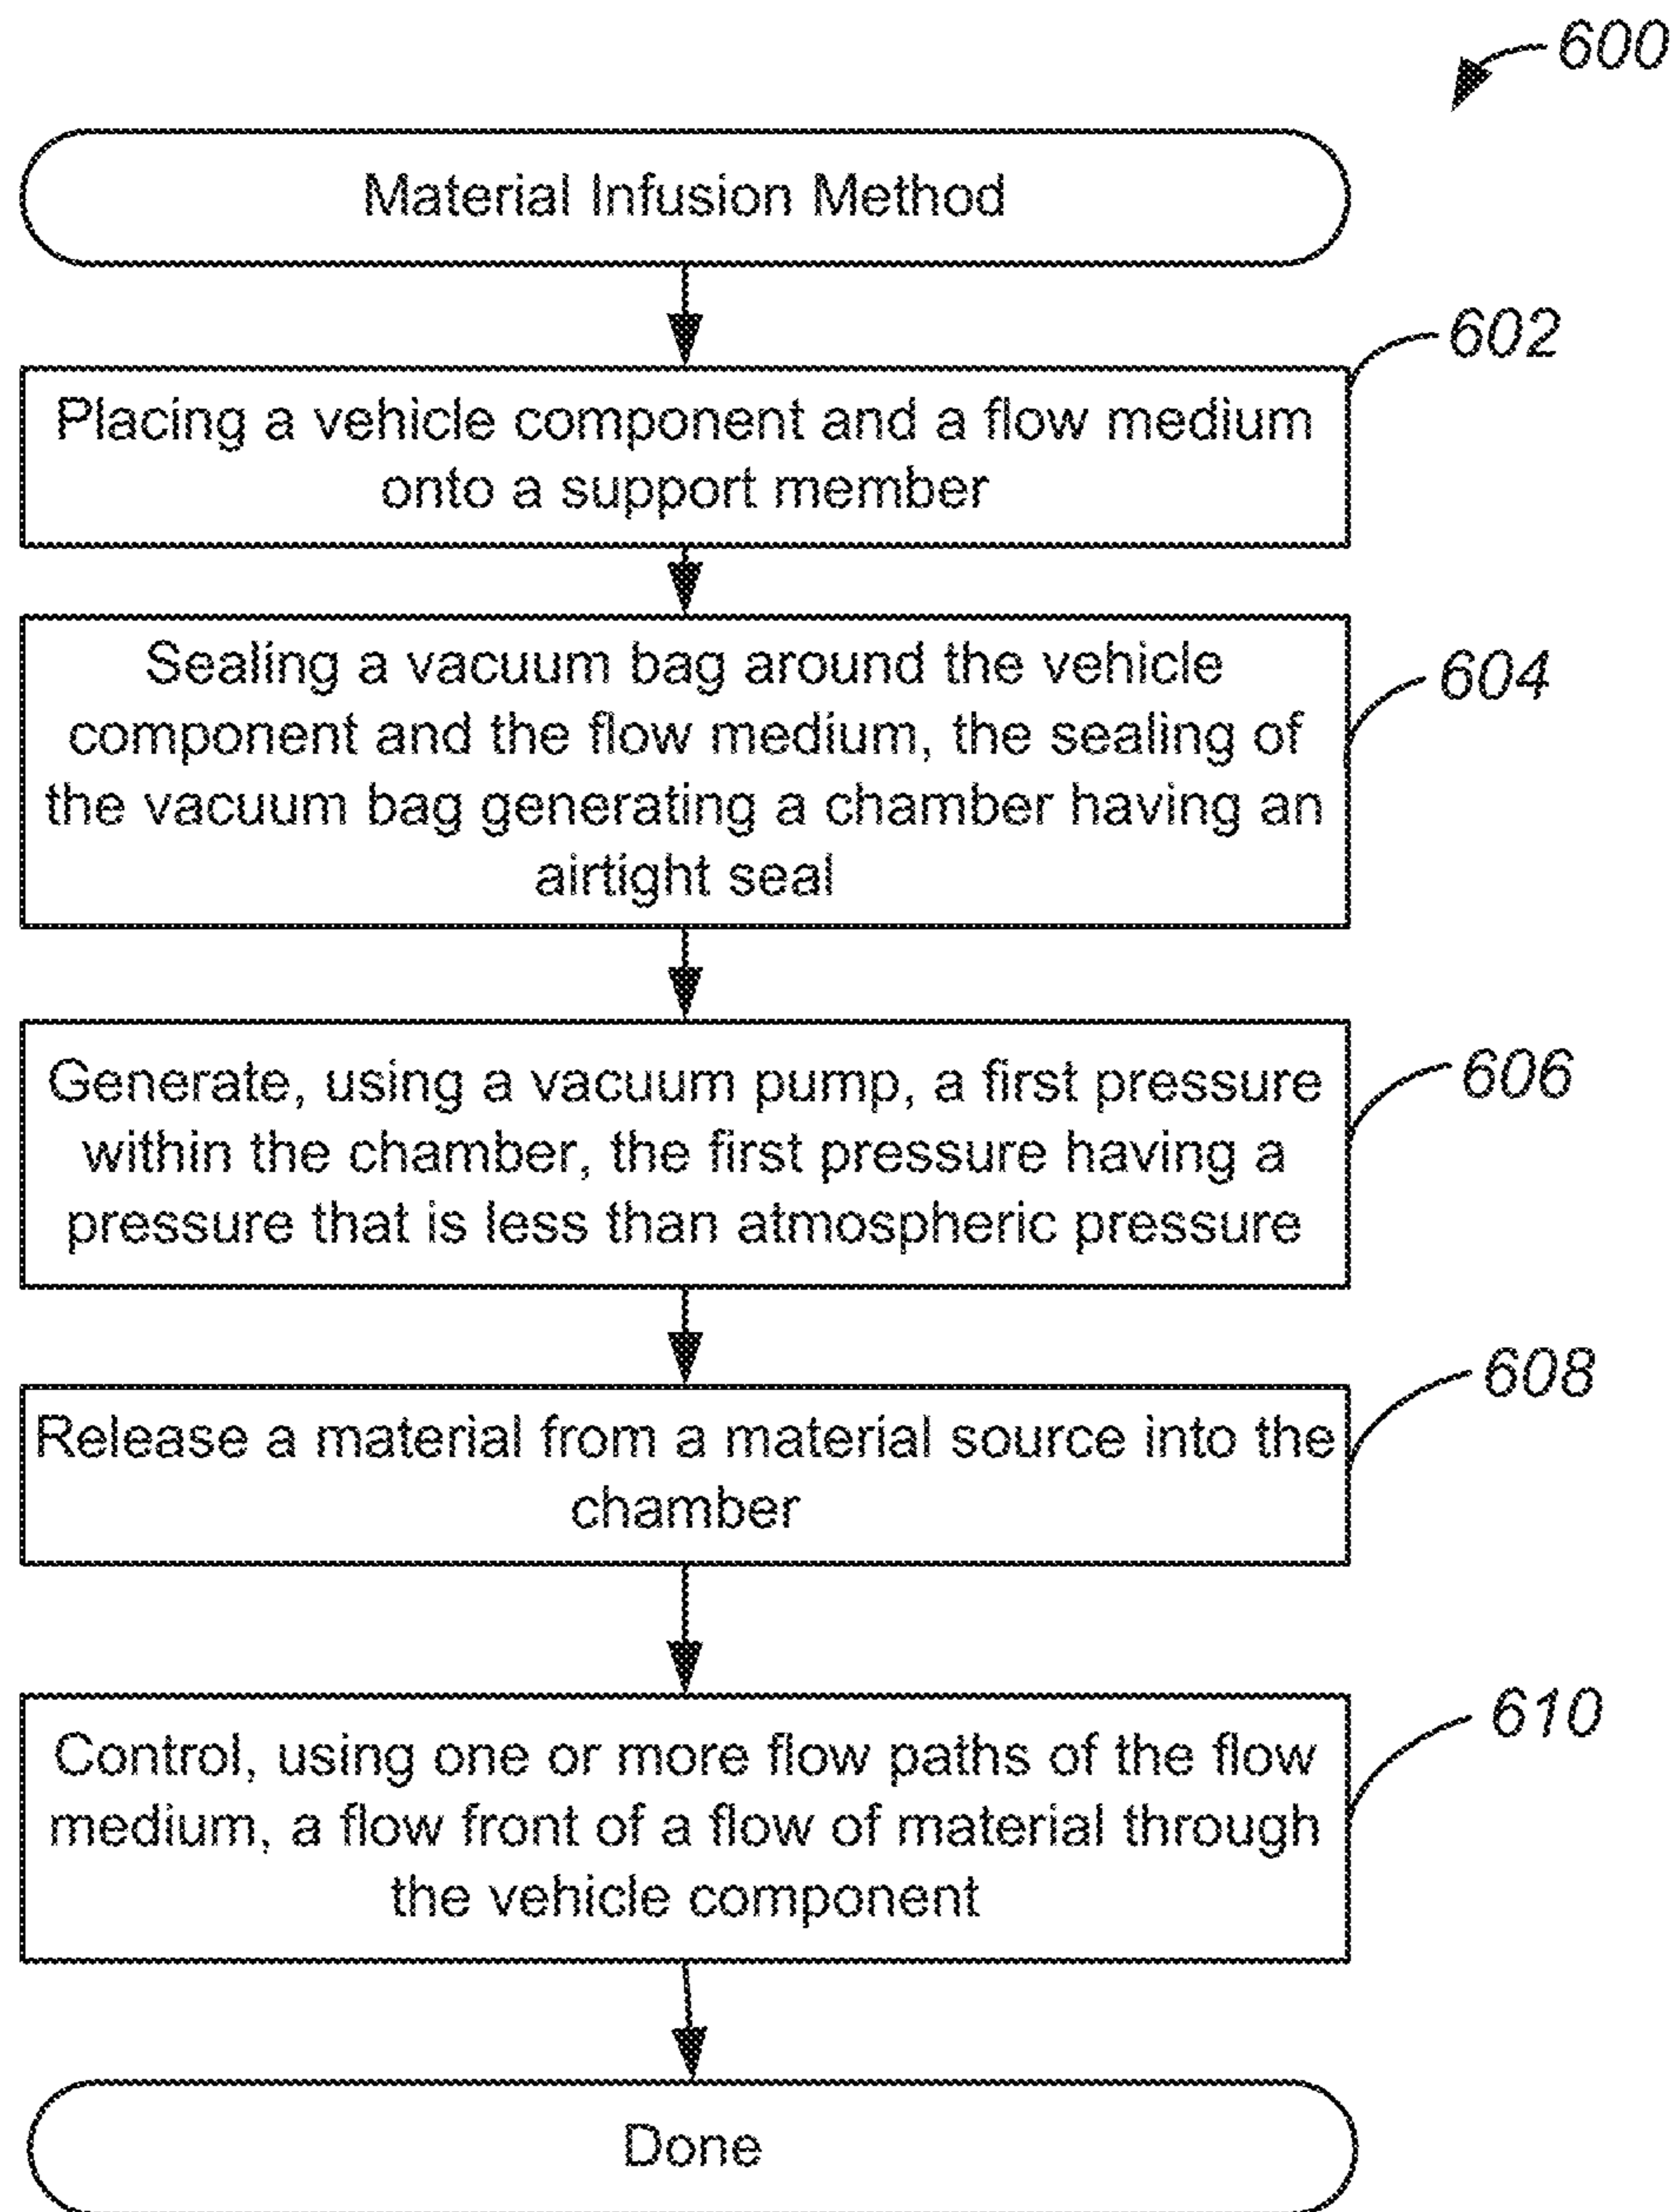 600
Material Infusion Method
602
Placing a vehicle component and a flow medium
onto a support member
604
Sealing a vacuum bag around the vehicle
component and the flow medium, the sealing of
the vacuum bag generating a chamber having an
airtight seal
606
Generate, using a vacuum pump, a first pressure
within the chamber, the first pressure having a
pressure that is less than atmospheric pressure
608
Release a material from a material source into the
chamber
610
Control, using one or more flow paths of the flow
medium, a flow front of a flow of material through
the vehicle component
Done